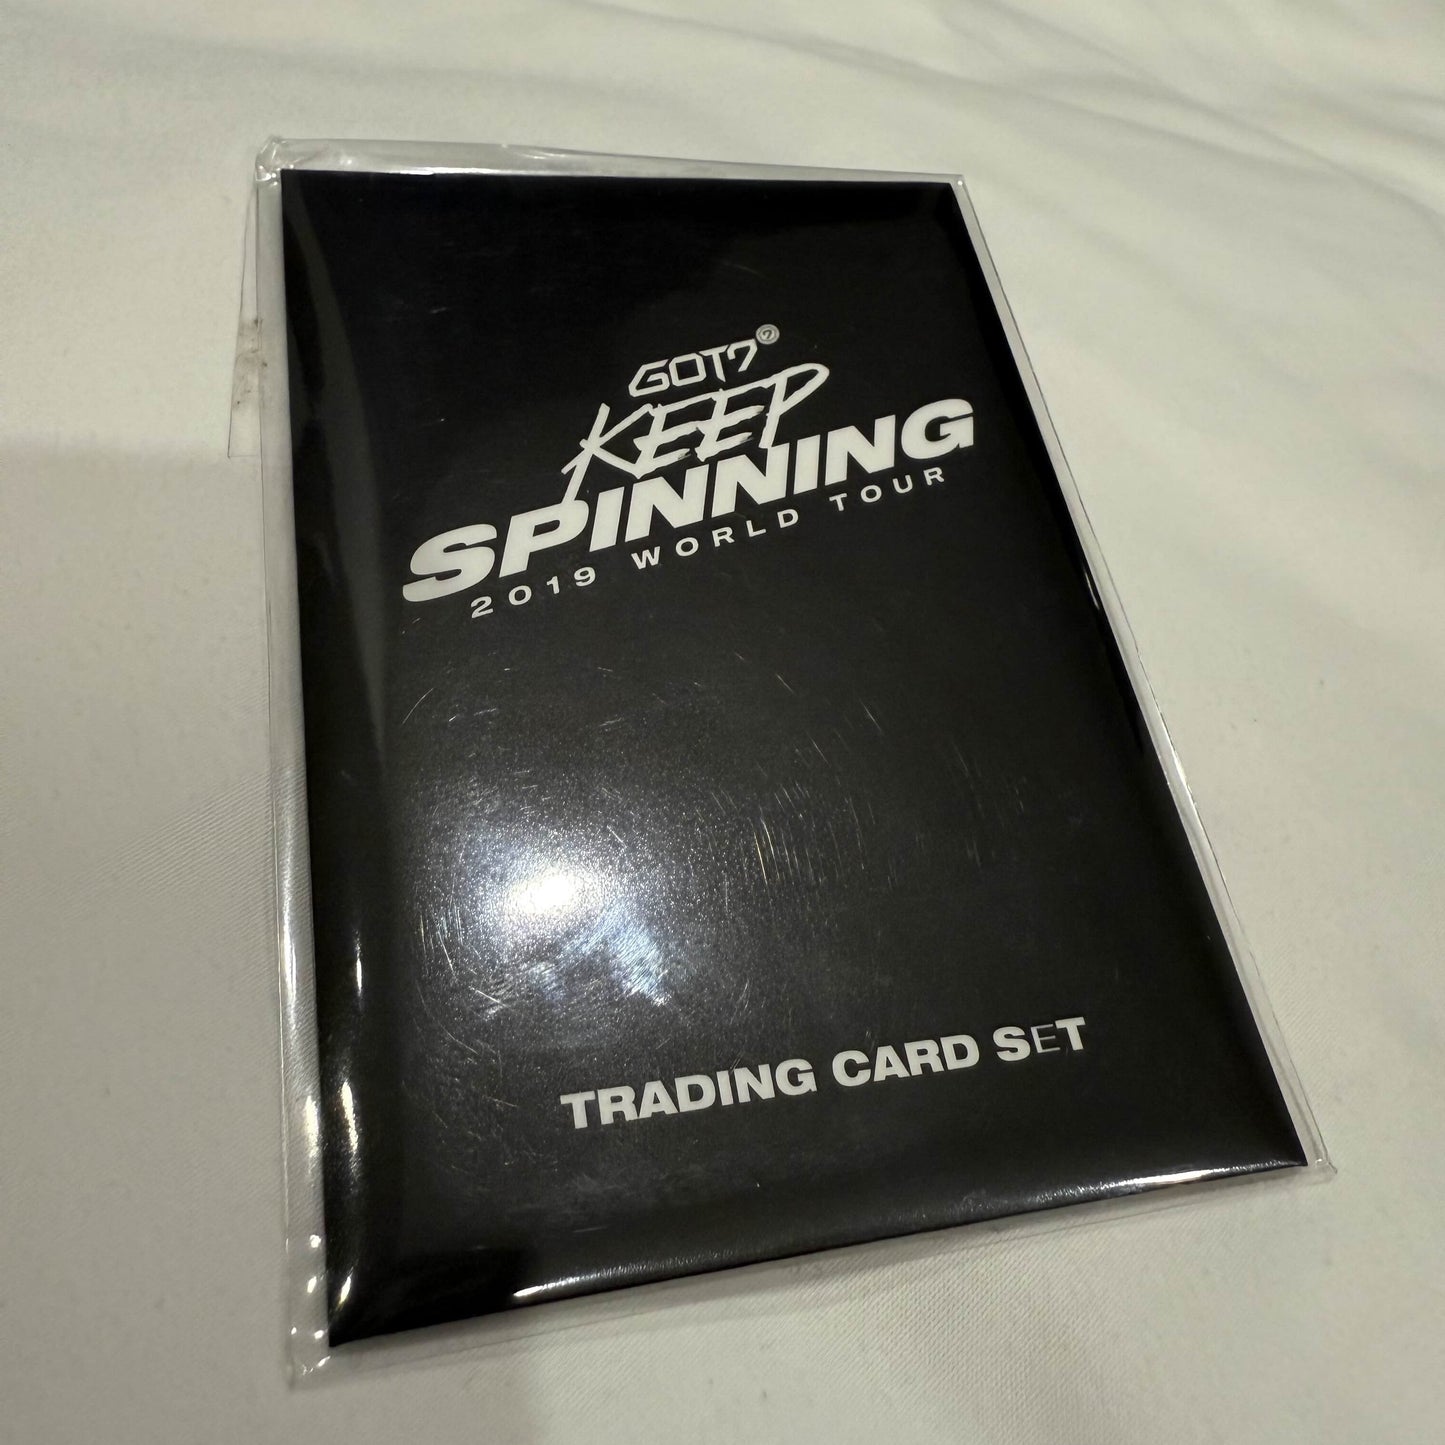 GOT7
KEEP
SPINNING
2019 WORLD TOUR
TRADING CARD SET